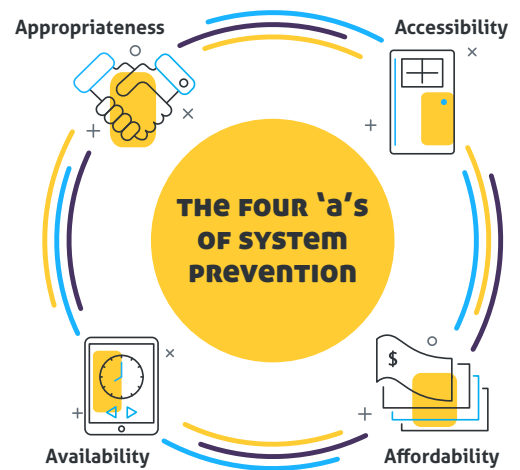 Appropriateness
Accessibility
THE FOUR ‘A’S
OF SYSTEM
PREVENTION
$
Availability
Affordability